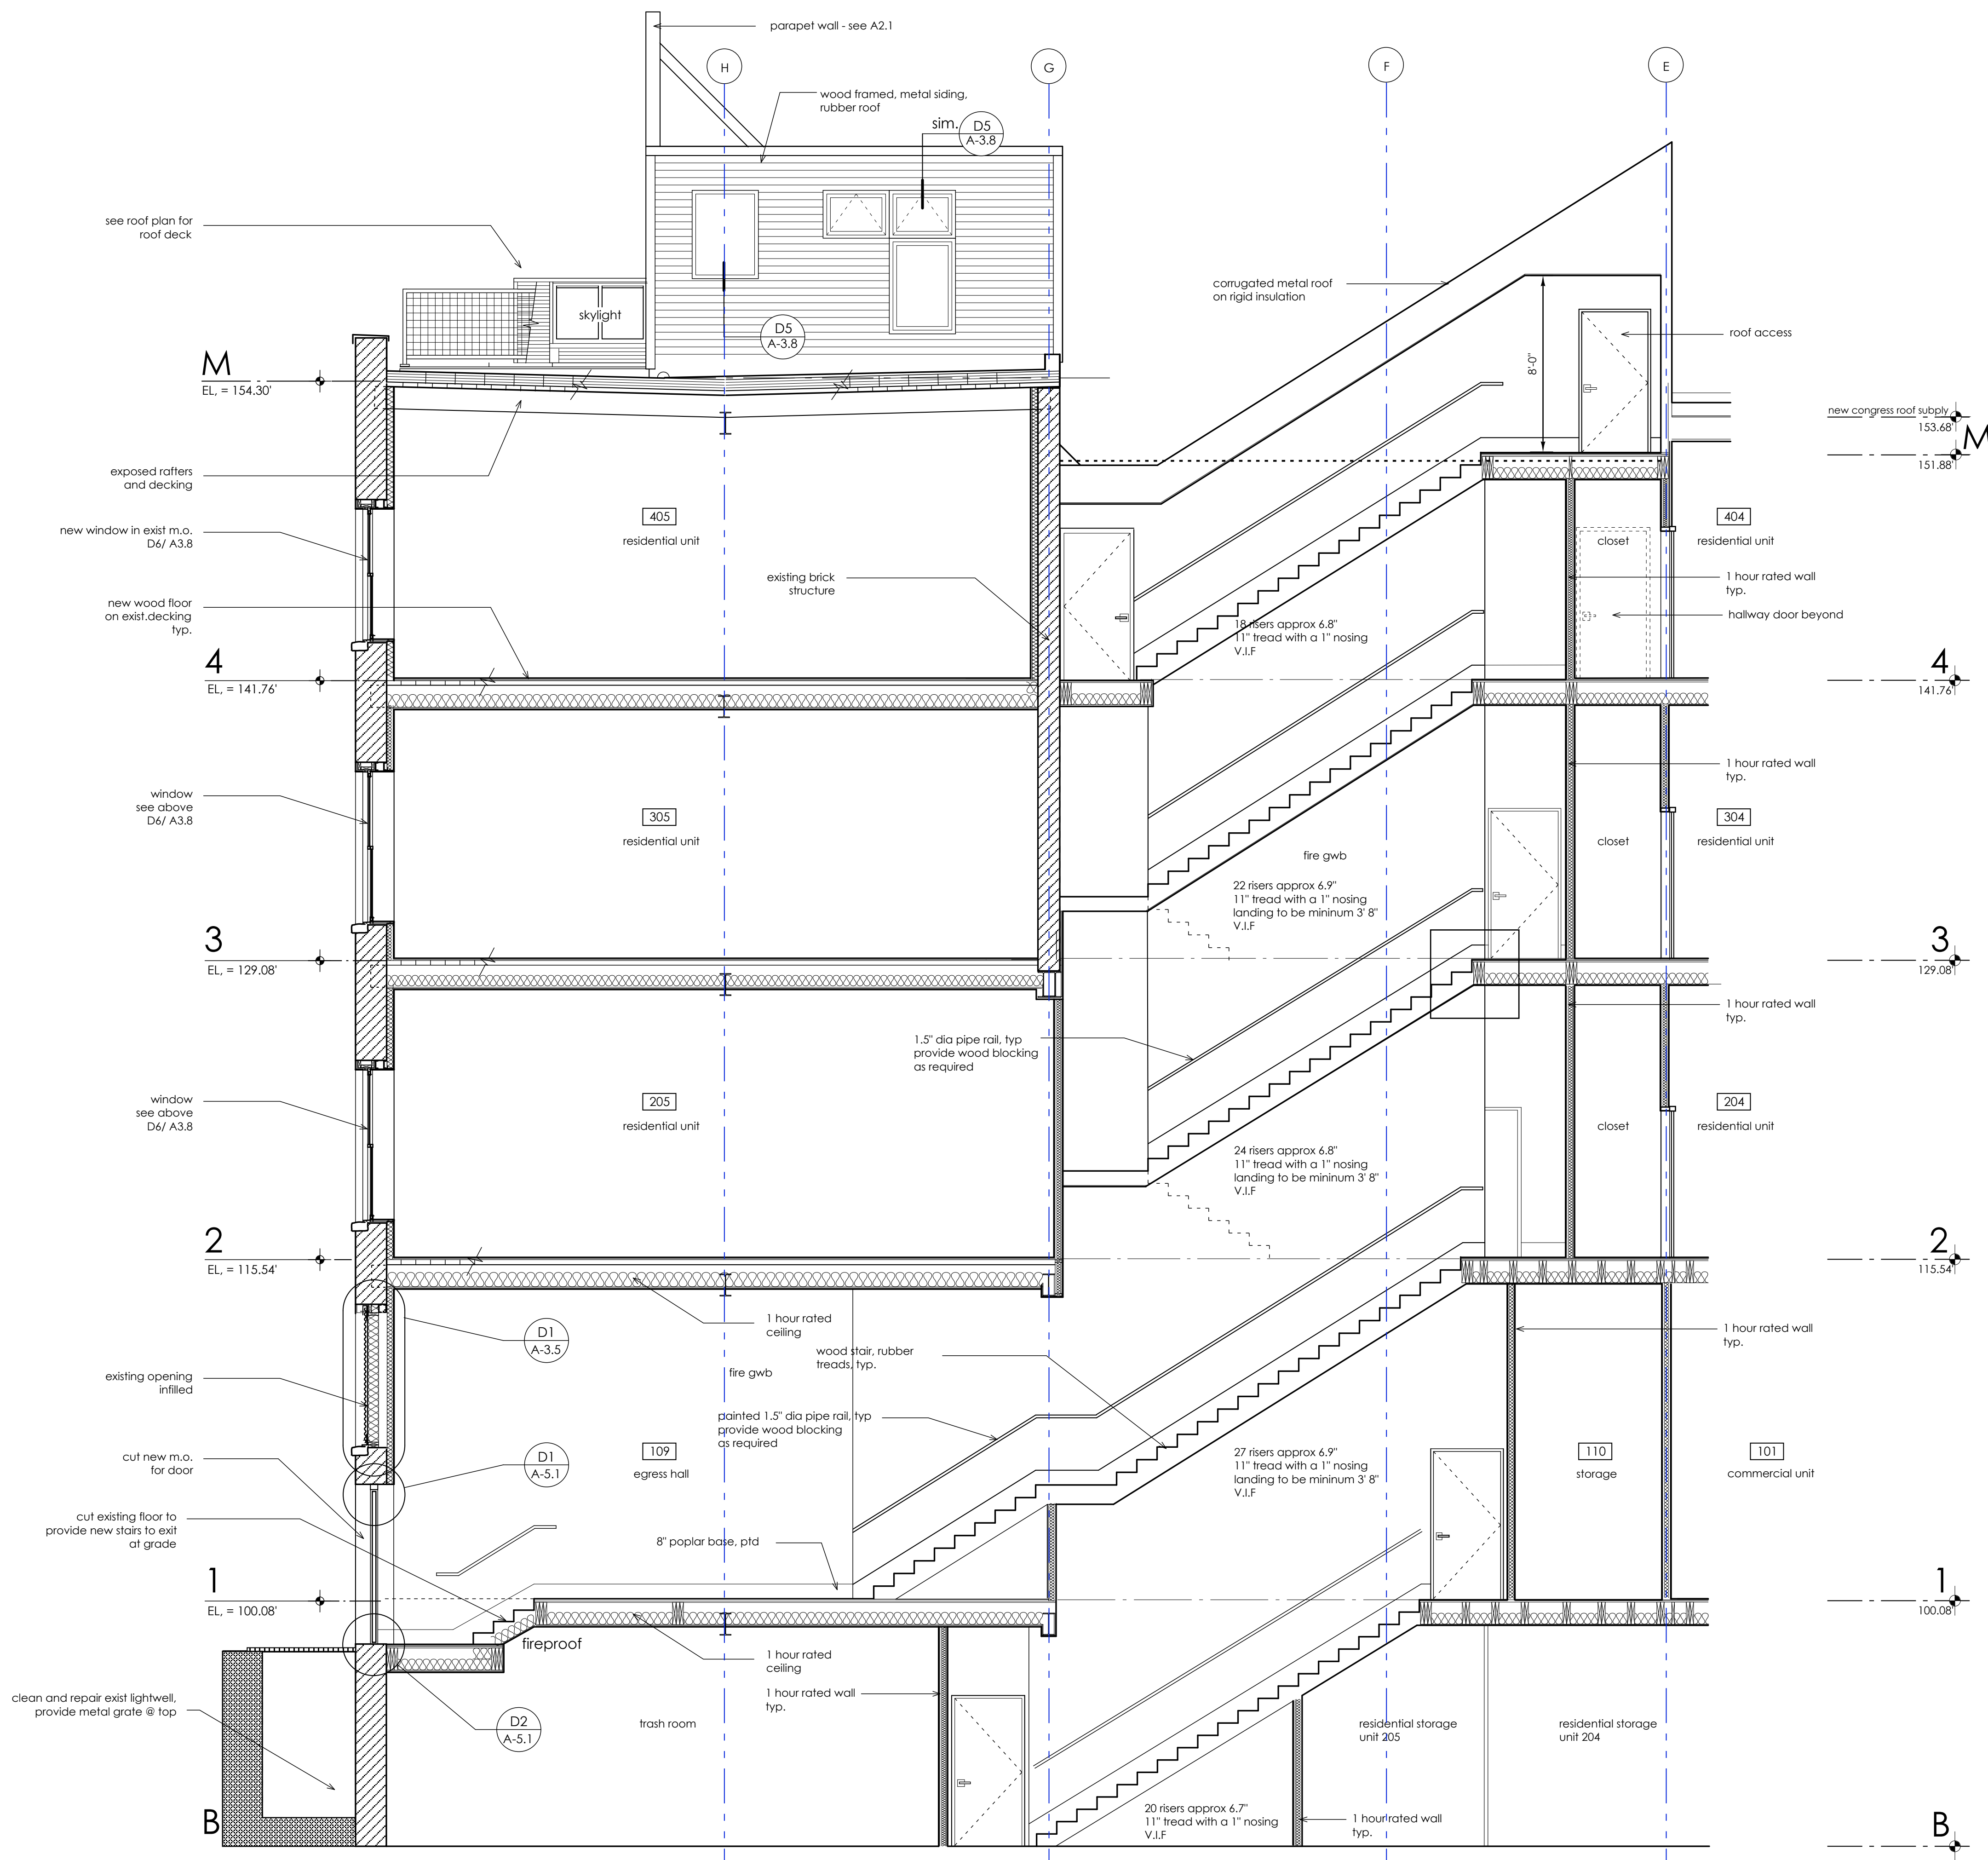 parapet wall - see A2.1
H
G
F
E
wood framed, metal siding,
rubber roof
sim.
D5
A-3.8
see roof plan for
roof deck
corrugated metal roof
on rigid insulation
skylight
D5
A-3.8
roof access
8'-0"
M
EL, = 154.30'
new congress roof supply
153.68'
M
151.88'
exposed rafters
and decking
new window in exist m.o.
D6/ A3.8
405
residential unit
404
closet
residential unit
existing brick
structure
1 hour rated wall
typ.
new wood floor
on exist.decking
typ.
hallway door beyond
18 risers approx 6.8"
11" tread with a 1" nosing
V.I.F
4
EL, = 141.76'
4
141.76'
window
see above
D6/ A3.8
1 hour rated wall
typ.
305
residential unit
304
closet
residential unit
fire gwb
22 risers approx 6.9"
11" tread with a 1" nosing
landing to be mininum 3' 8"
V.I.F
3
EL, = 129.08'
3
129.08'
1 hour rated wall
typ.
1.5" dia pipe rail, typ
provide wood blocking
as required
window
see above
D6/ A3.8
205
residential unit
204
closet
residential unit
24 risers approx 6.8"
11" tread with a 1" nosing
landing to be mininum 3' 8"
V.I.F
2
EL, = 115.54'
2
115.54'
1 hour rated
ceiling
D1
A-3.5
wood stair, rubber
treads, typ.
1 hour rated wall
typ.
existing opening
infilled
fire gwb
painted 1.5" dia pipe rail, typ
provide wood blocking
as required
cut new m.o.
for door
D1
A-5.1
109
egress hall
27 risers approx 6.9"
11" tread with a 1" nosing
landing to be mininum 3' 8"
V.I.F
110
storage
101
commercial unit
cut existing floor to
provide new stairs to exit
at grade
8" poplar base, ptd
1
EL, = 100.08'
1
100.08'
fireproof
1 hour rated
ceiling
1 hour rated wall
typ.
clean and repair exist lightwell,
provide metal grate @ top
D2
A-5.1
trash room
residential storage
unit 205
residential storage
unit 204
20 risers approx 6.7"
11" tread with a 1" nosing
V.I.F
1 hour rated wall
typ.
B
B